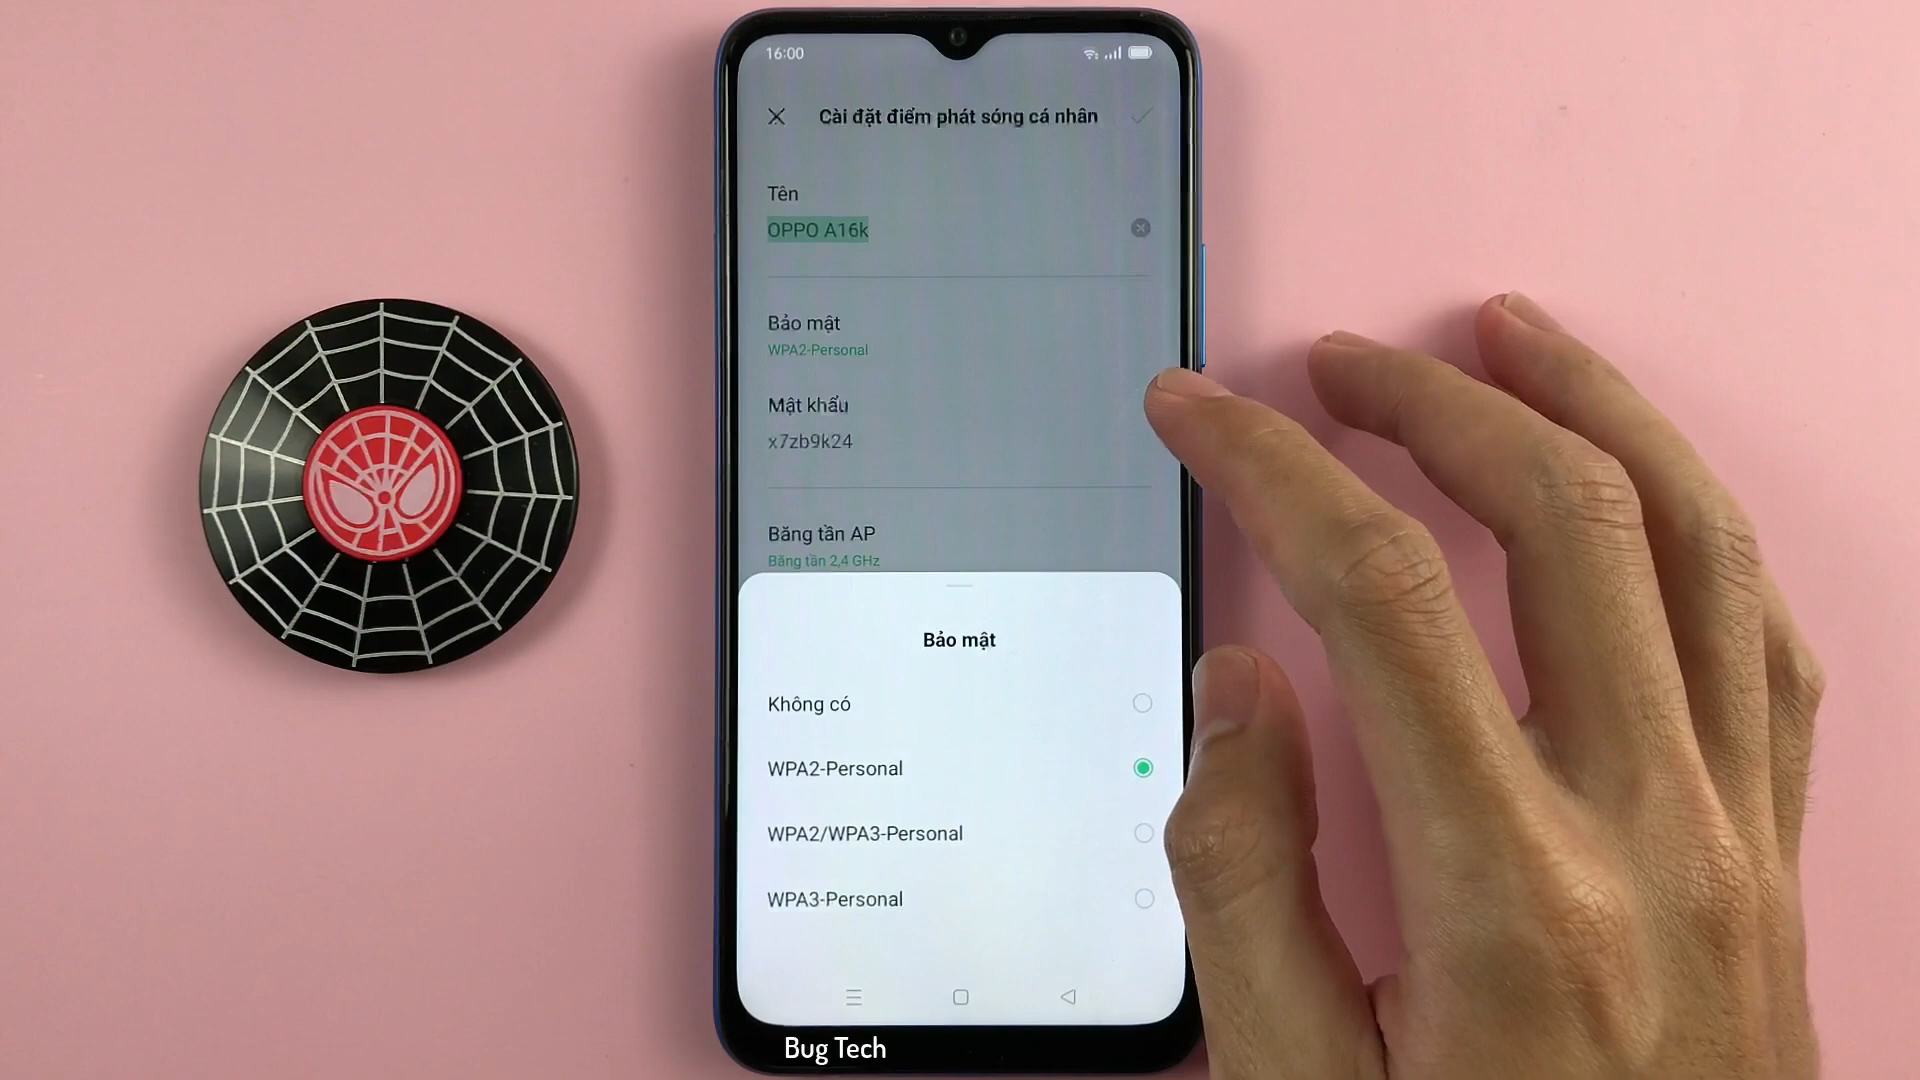 16:00
Cài đặt điểm phát sóng cá nhân
Tên
OPPO A16k
Bảo mật
WPA2-Personal
Mật khẩu
x7zb9k24
Băng tần AP
Băng tần 2,4 GHz
Bảo mật
Không có
WPA2-Personal
WPA2/WPA3-Personal
WPA3-Personal
Bug Tech